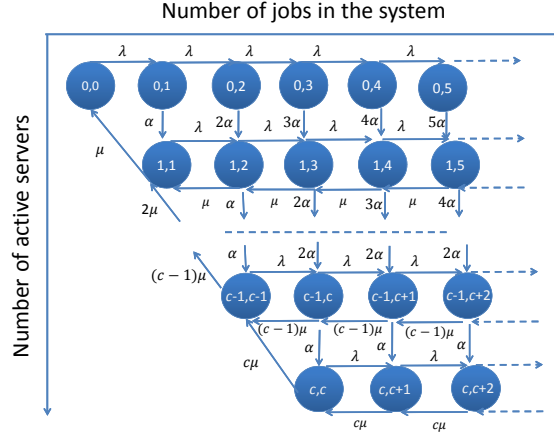 Number of jobs in the system
Number of active servers
λ λ λ λ λ
0,0 0,1 0,2 0,3 0,4 0,5
α 2α 3α 4α 5α
λ λ λ λ
μ
1,1 1,2 1,3 1,4 1,5
2μ μ μ μ μ
α 2α 3α 4α
α 2α 2α 2α
(c − 1)μ λ λ λ
c-1,c-1 c-1,c c-1,c+1 c-1,c+2
(c − 1)μ (c − 1)μ (c − 1)μ
α α α
cμ λ λ
c,c c,c+1 c,c+2
cμ cμ